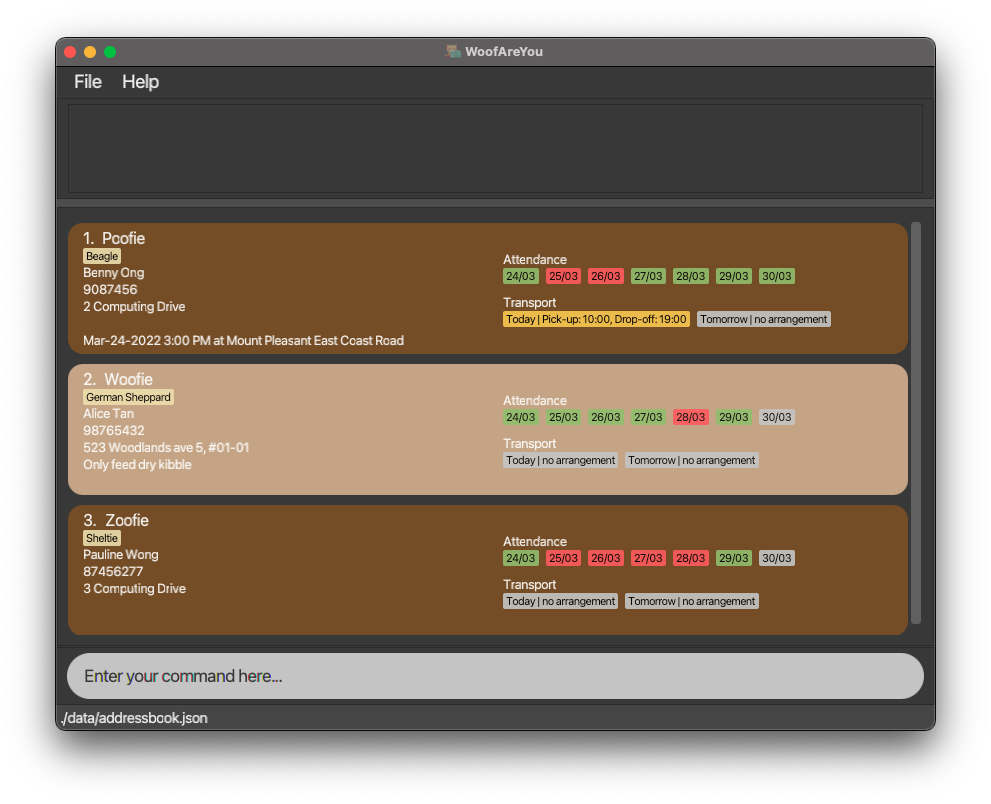 WoofAreYou
File Help
1. Poofie
Beagle
Benny Ong
9087456
2 Computing Drive
Mar-24-2022 3:00 PM at Mount Pleasant East Coast Road
Attendance
24/03 25/03 26/03 27/03 28/03 29/03 30/03
Transport
Today | Pick-up: 10:00, Drop-off: 19:00 Tomorrow | no arrangement
2. Woofie
German Sheppard
Alice Tan
98765432
523 Woodlands ave 5, #01-01
Only feed dry kibble
Attendance
24/03 25/03 26/03 27/03 28/03 29/03 30/03
Transport
Today | no arrangement Tomorrow | no arrangement
3. Zoofie
Sheltie
Pauline Wong
87456277
3 Computing Drive
Attendance
24/03 25/03 26/03 27/03 28/03 29/03 30/03
Transport
Today | no arrangement Tomorrow | no arrangement
Enter your command here...
./data/addressbook.json